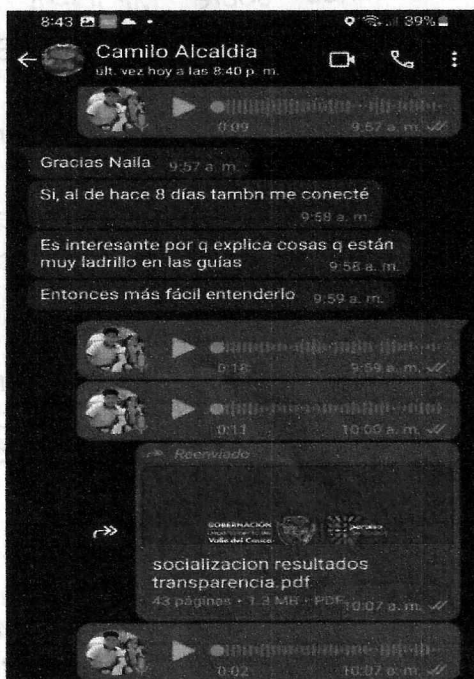 8:43
39%
Camilo Alcaldia
últ. vez hoy a las 8:40 p. m.
0:09 9:57 a. m.
Gracias Naila 9:57 a. m.
Si, al de hace 8 días tambn me conecté
9:58 a. m.
Es interesante por q explica cosas q están
muy ladrillo en las guías 9:58 a. m.
Entonces más fácil entenderlo 9:59 a. m.
0:18 9:59 a. m.
0:11 10:00 a. m.
Reenviado
GOBERNACIÓN
Valle del Cauca
socializacion resultados
transparencia.pdf
43 páginas • 1.3 MB • PDF 10:07 a. m.
0:02 10:07 a. m.